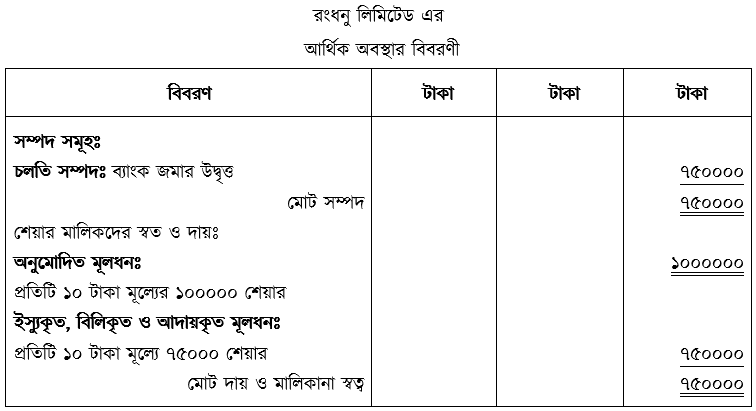 রংধনু লিমিটেড এর
আর্থিক অবস্থার বিবরণী
বিবরণ টাকা টাকা টাকা
সম্পদ সমূহঃ
চলতি সম্পদঃ ব্যাংক জমার উদ্বৃত্ত ৭৫০০০০
মোট সম্পদ ৭৫০০০০
শেয়ার মালিকদের স্বত ও দায়ঃ
অনুমোদিত মূলধনঃ ১০০০০০০
প্রতিটি ১০ টাকা মূল্যের ১০০০০০ শেয়ার
ইস্যুকৃত, বিলিকৃত ও আদায়কৃত মূলধনঃ
প্রতিটি ১০ টাকা মূল্যে ৭৫০০০ শেয়ার ৭৫০০০০
মোট দায় ও মালিকানা স্বত্ব ৭৫০০০০